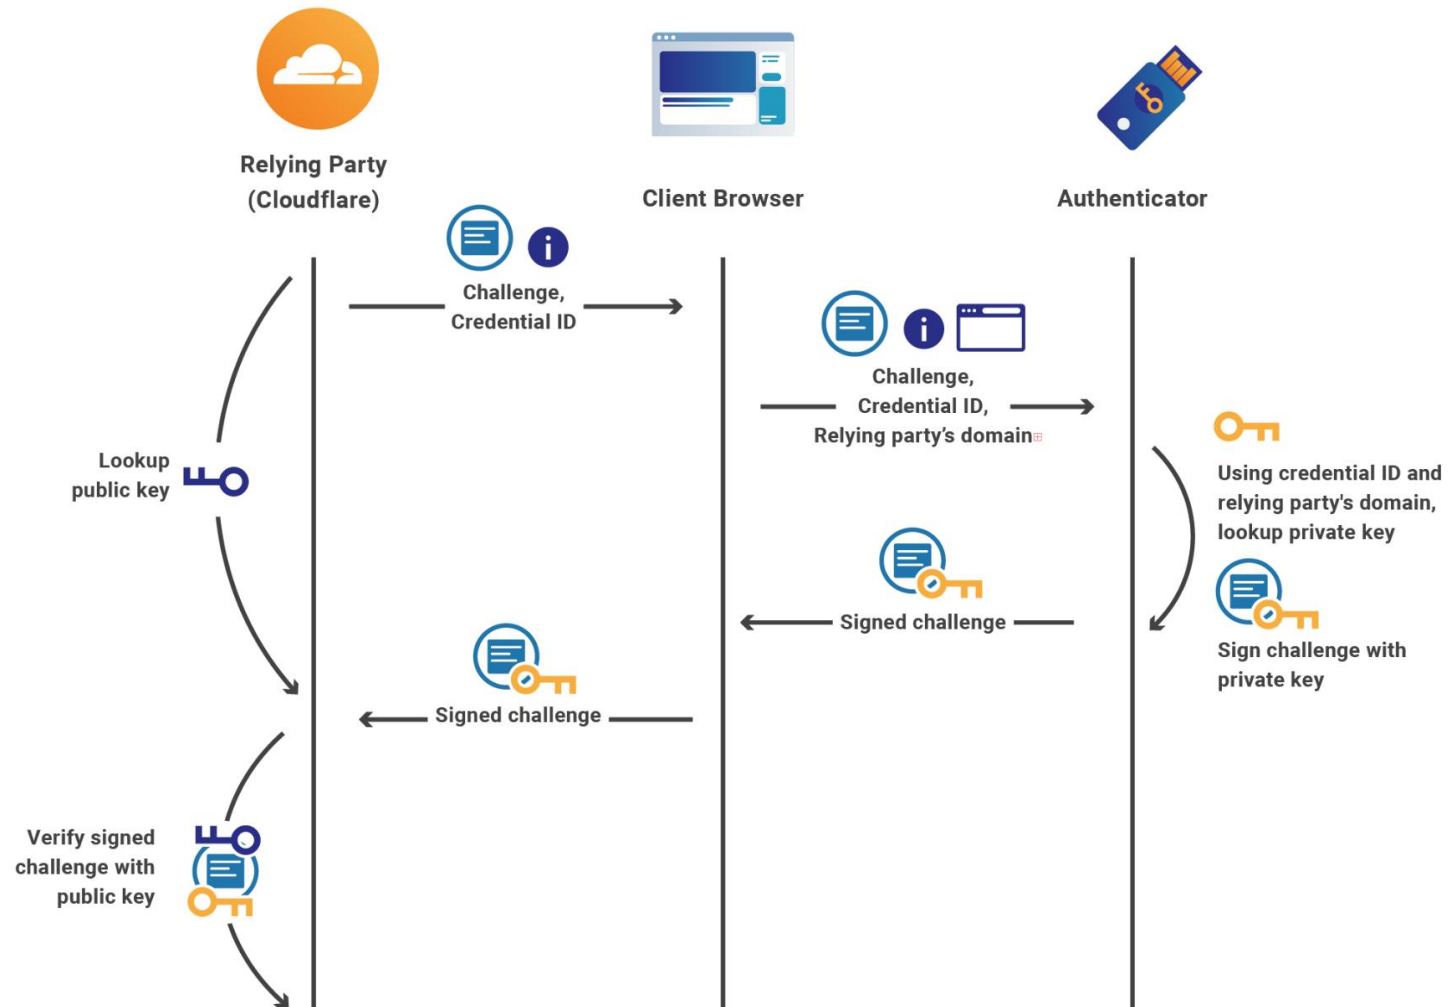 Relying Party
(Cloudflare)
Client Browser
Authenticator
Challenge,
Credential ID
Challenge,
Credential ID,
Relying party's domain
Lookup
public key
Using credential ID and
relying party's domain,
lookup private key
Signed challenge
Sign challenge with
private key
Signed challenge
Verify signed
challenge with
public key